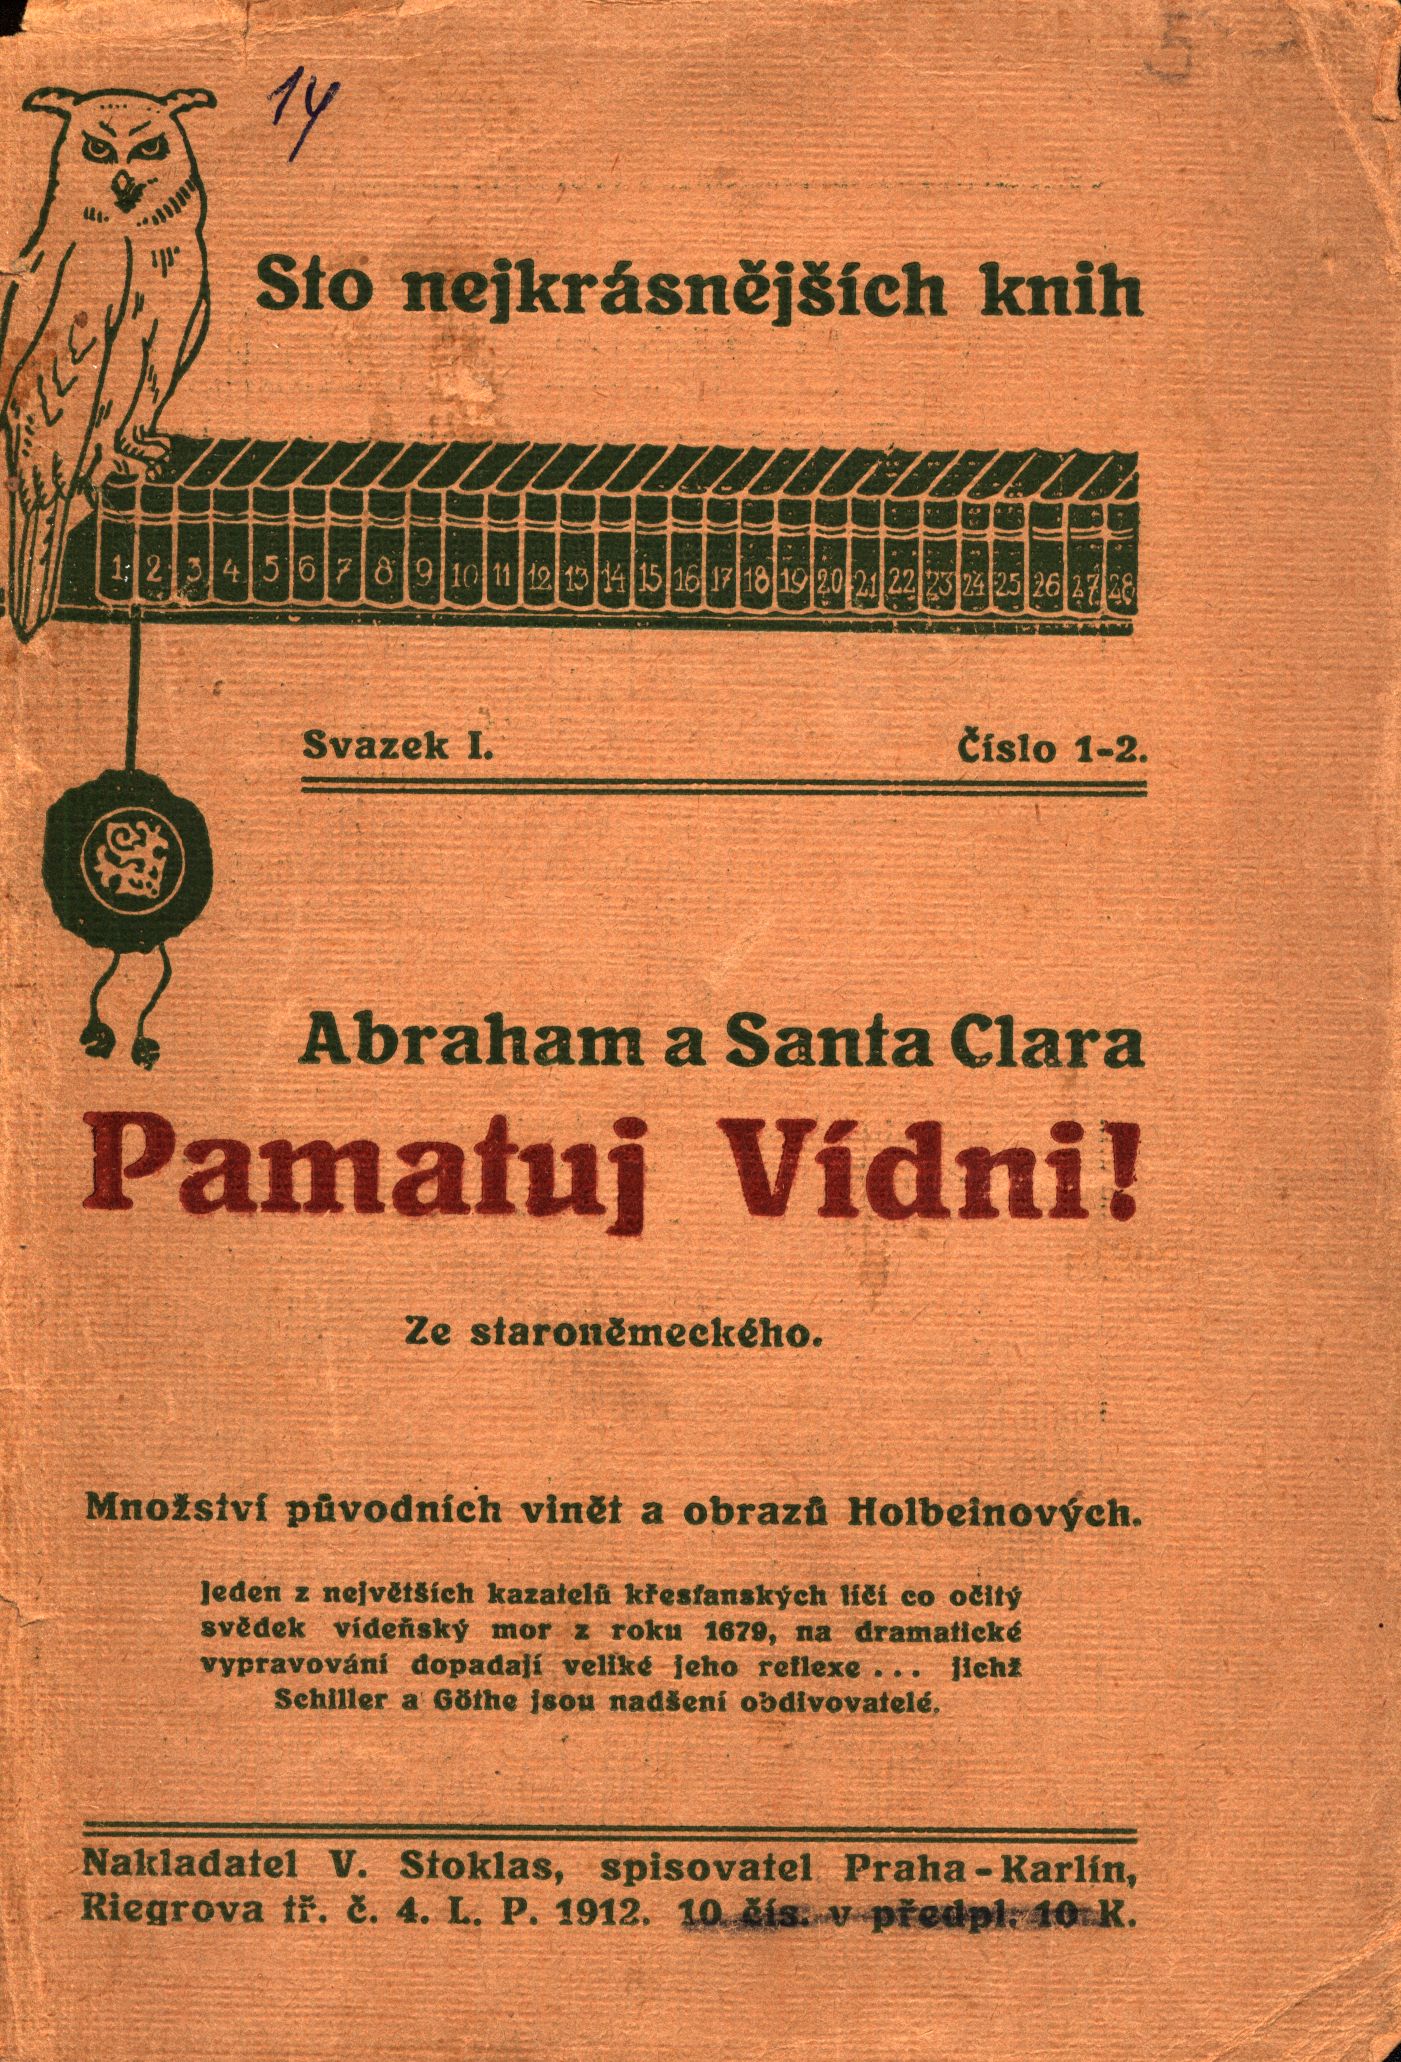 14
5
Sto nejkrásnějších knih
1 2 3 4 5 6 7 8 9 10 11 12 13 14 15 16 17 18 19 20 21 22 23 24 25 26 27 28
Svazek I. Číslo 1-2.
Abraham a Santa Clara
Pamatuj Vídni!
Ze staroněmeckého.
Množství původních vinět a obrazů Holbeinových.
Jeden z největších kazatelů křesťanských líčí co očitý
svědek vídeňský mor z roku 1679, na dramatické
vypravování dopadají veliké jeho reflexe... jichž
Schiller a Göthe jsou nadšení obdivovatelé.
Nakladatel V. Stoklas, spisovatel Praha-Karlín,
Riegrova tř. č. 4. L. P. 1912. 10 čís. v předpl. 10 K.